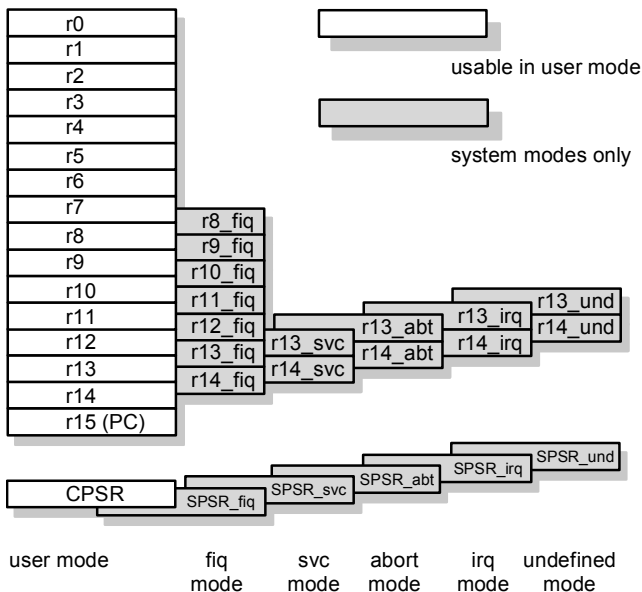 r0
r1
r2
r3
r4
r5
r6
r7
r8
r9
r10
r11
r12
r13
r14
r15 (PC)
r8_fiq
r9_fiq
r10_fiq
r11_fiq
r12_fiq
r13_fiq
r14_fiq
r13_svc
r14_svc
r13_abt
r14_abt
r13_irq
r14_irq
r13_und
r14_und
usable in user mode
system modes only
CPSR
SPSR_fiq
SPSR_svc
SPSR_abt
SPSR_irq
SPSR_und
user mode
fiq
mode
svc
mode
abort
mode
irq
mode
undefined
mode